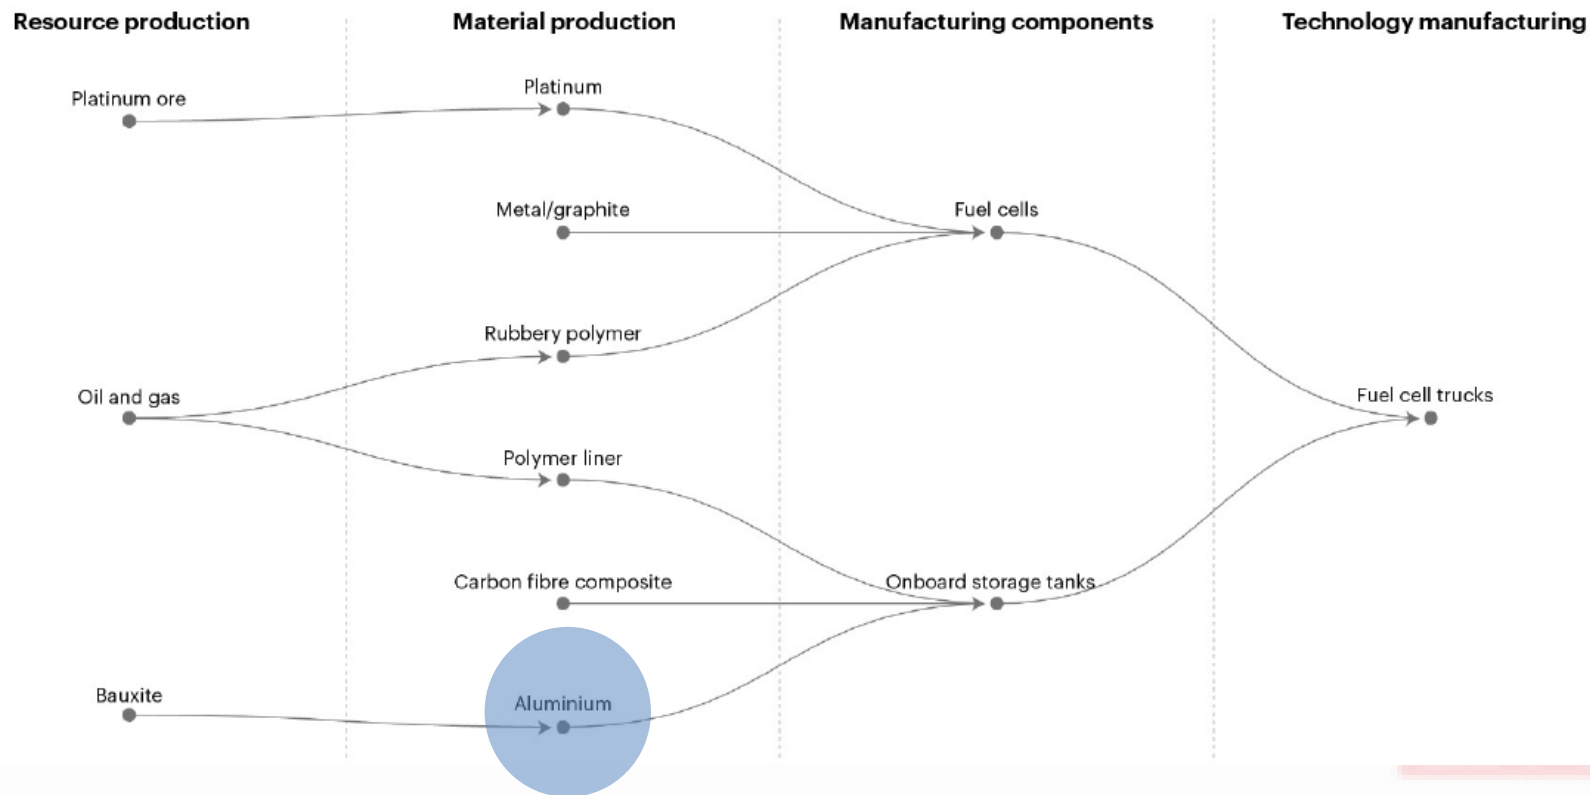 Resource production
Material production
Manufacturing components
Technology manufacturing
Platinum ore
Platinum
Metal/graphite
Fuel cells
Rubbery polymer
Oil and gas
Fuel cell trucks
Polymer liner
Carbon fibre composite
Onboard storage tanks
Bauxite
Aluminium